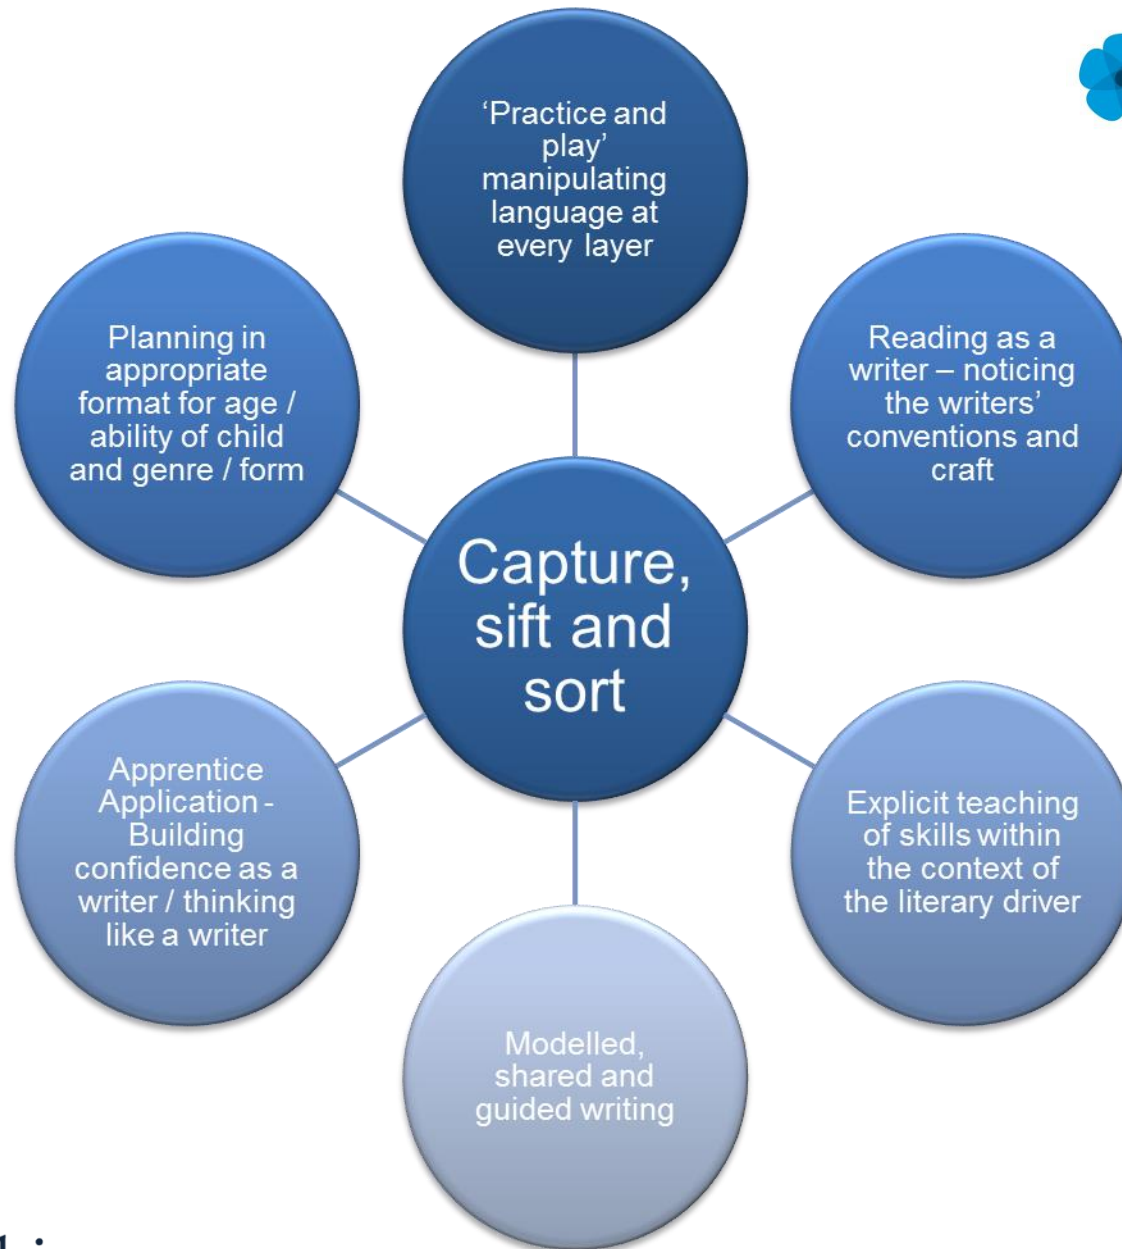 ‘Practice and
play’
manipulating
language at
every layer
Reading as a
writer – noticing
the writers’
conventions and
craft
Explicit teaching
of skills within
the context of
the literary driver
Modelled,
shared and
guided writing
Apprentice
Application -
Building
confidence as a
writer / thinking
like a writer
Planning in
appropriate
format for age /
ability of child
and genre / form
Capture,
sift and
sort